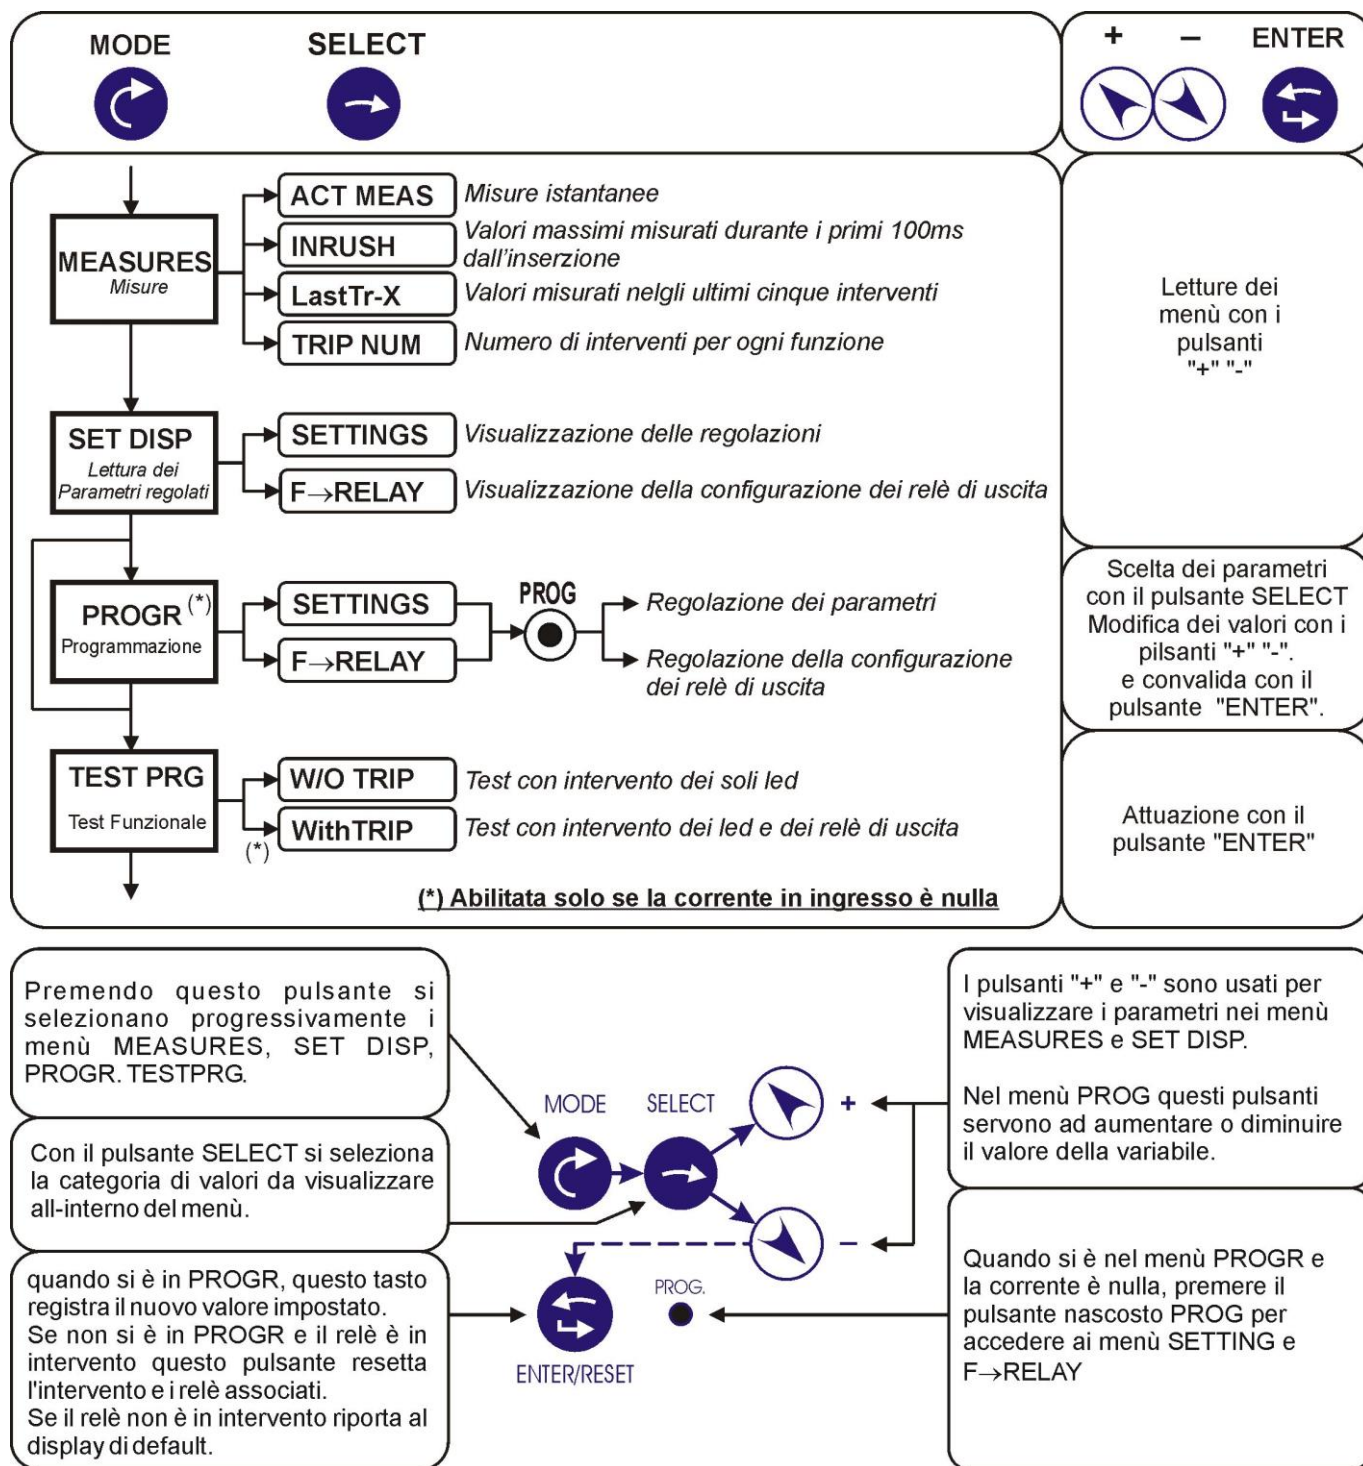 MODE
SELECT
+ – ENTER
MEASURES
Misure
ACT MEAS
Misure istantanee
INRUSH
Valori massimi misurati durante i primi 100ms
dall'inserzione
LastTr-X
Valori misurati nelgli ultimi cinque interventi
TRIP NUM
Numero di interventi per ogni funzione
Letture dei
menù con i
pulsanti
"+" "-"
SET DISP
Lettura dei
Parametri regolati
SETTINGS
Visualizzazione delle regolazioni
F→RELAY
Visualizzazione della configurazione dei relè di uscita
PROGR (*)
Programmazione
SETTINGS
F→RELAY
PROG
Regolazione dei parametri
Regolazione della configurazione
dei relè di uscita
Scelta dei parametri
con il pulsante SELECT
Modifica dei valori con i
pilsanti "+" "-".
e convalida con il
pulsante "ENTER".
TEST PRG
Test Funzionale
W/O TRIP
Test con intervento dei soli led
(*)
WithTRIP
Test con intervento dei led e dei relè di uscita
Attuazione con il
pulsante "ENTER"
(*) Abilitata solo se la corrente in ingresso è nulla
Premendo questo pulsante si
selezionano progressivamente i
menù MEASURES, SET DISP,
PROGR. TESTPRG.
Con il pulsante SELECT si seleziona
la categoria di valori da visualizzare
all-interno del menù.
quando si è in PROGR, questo tasto
registra il nuovo valore impostato.
Se non si è in PROGR e il relè è in
intervento questo pulsante resetta
l'intervento e i relè associati.
Se il relè non è in intervento riporta al
display di default.
MODE
SELECT
+
–
PROG.
ENTER/RESET
I pulsanti "+" e "-" sono usati per
visualizzare i parametri nei menù
MEASURES e SET DISP.
Nel menù PROG questi pulsanti
servono ad aumentare o diminuire
il valore della variabile.
Quando si è nel menù PROGR e
la corrente è nulla, premere il
pulsante nascosto PROG per
accedere ai menù SETTING e
F→RELAY